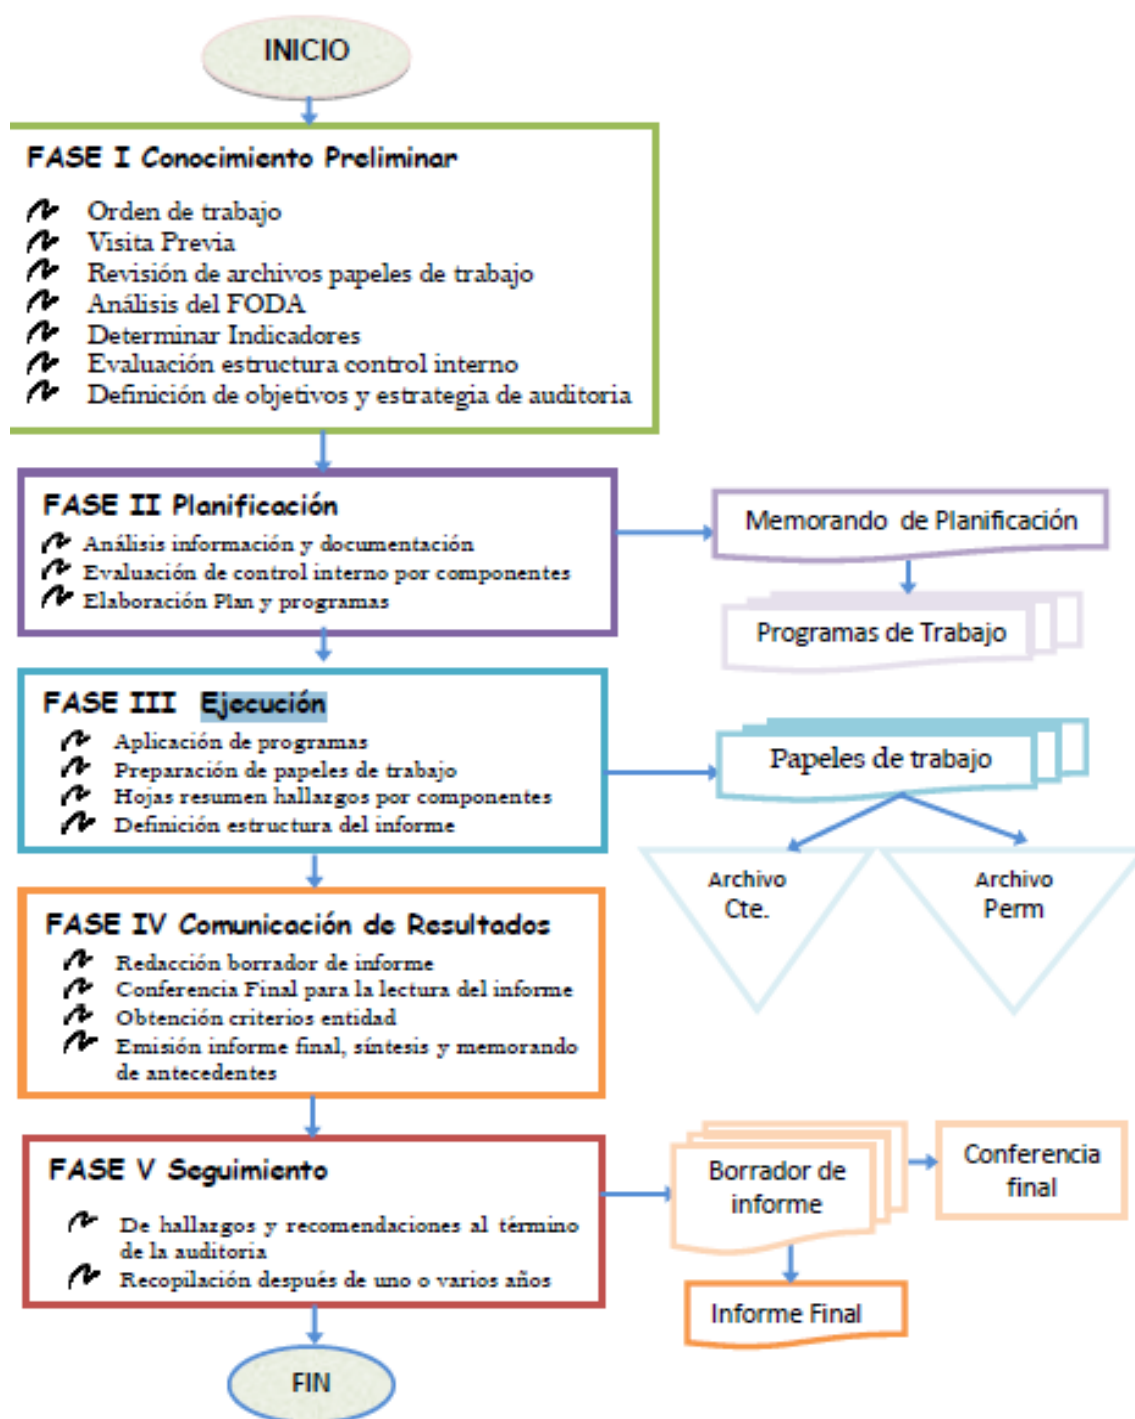 INICIO
FASE I Conocimiento Preliminar
Orden de trabajo
Visita Previa
Revisión de archivos papeles de trabajo
Análisis del FODA
Determinar Indicadores
Evaluación estructura control interno
Definición de objetivos y estrategia de auditoria
FASE II Planificación
Análisis información y documentación
Evaluación de control interno por componentes
Elaboración Plan y programas
Memorando de Planificación
Programas de Trabajo
FASE III Ejecución
Aplicación de programas
Preparación de papeles de trabajo
Hojas resumen hallazgos por componentes
Definición estructura del informe
Papeles de trabajo
Archivo
Cte.
Archivo
Perm
FASE IV Comunicación de Resultados
Redacción borrador de informe
Conferencia Final para la lectura del informe
Obtención criterios entidad
Emisión informe final, síntesis y memorando
de antecedentes
FASE V Seguimiento
De hallazgos y recomendaciones al término
de la auditoria
Recopilación después de uno o varios años
Borrador de
informe
Conferencia
final
Informe Final
FIN